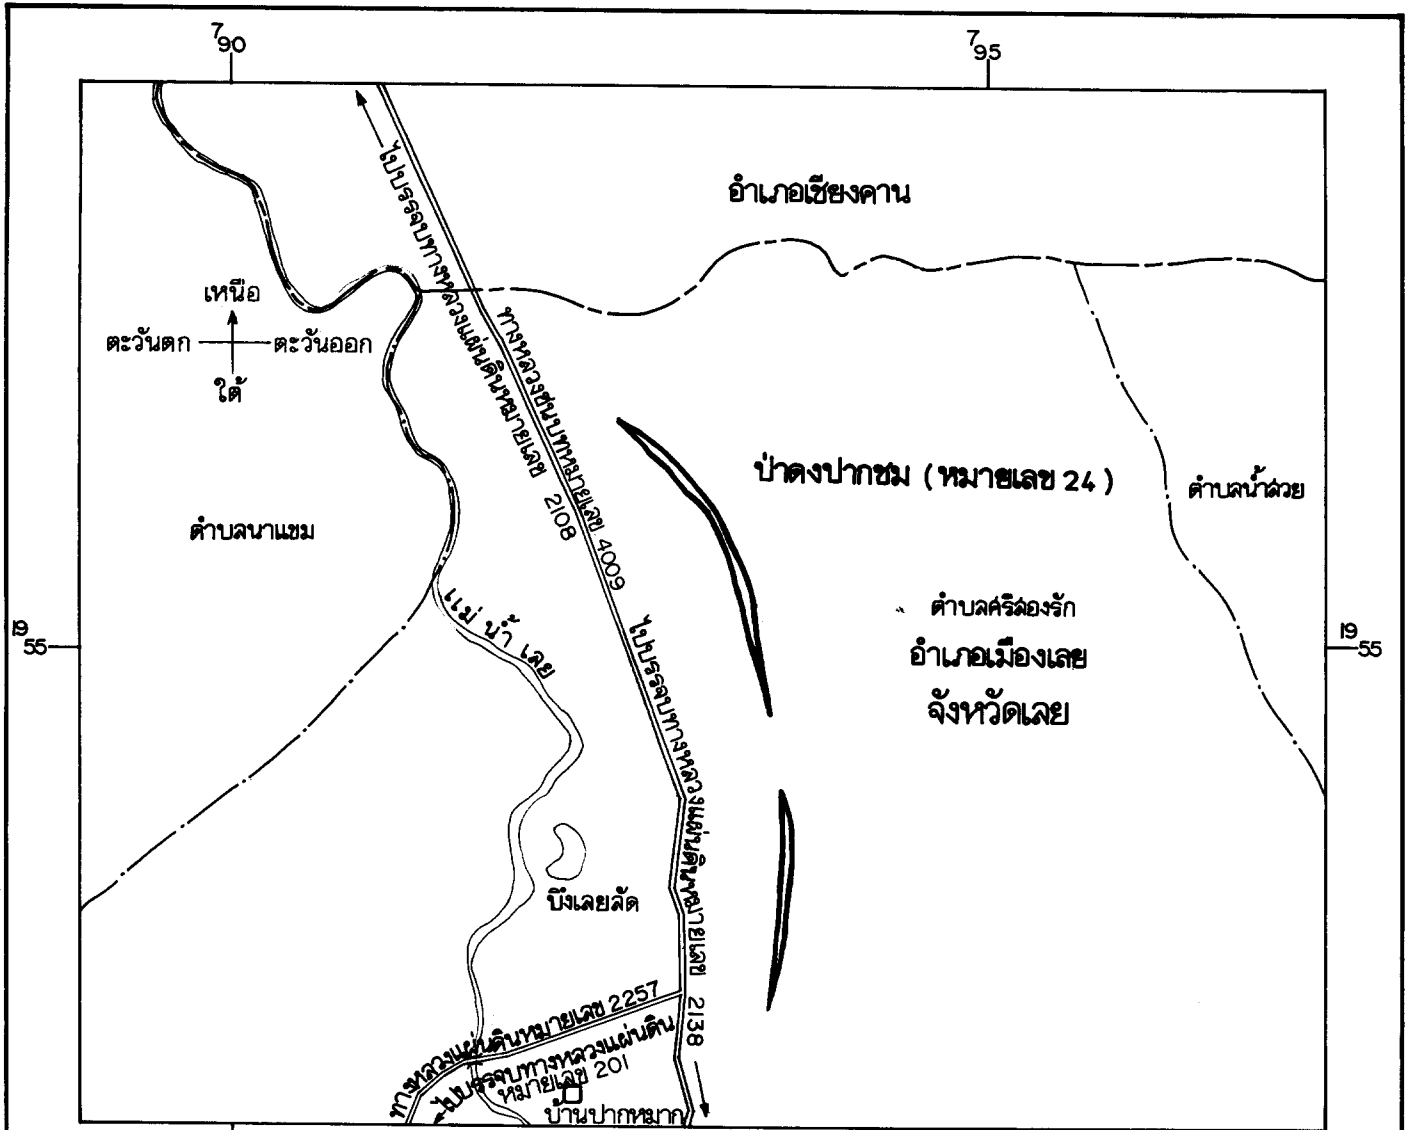 790
795
อำเภอเชียงคาน
ไปบรรจบทางหลวงแผ่นดินหมายเลข 2108
เหนือ
ตะวันตก
ตะวันออก
ใต้
ทางหลวงชนบทหมายเลข 4009
ป่าดงปากชม (หมายเลข 24)
ตำบลน้ำสวย
ตำบลนาแขม
แม่น้ำเลย
ตำบลศรีสองรัก
อำเภอเมืองเลย
จังหวัดเลย
1955
1955
ไปบรรจบทางหลวงแผ่นดินหมายเลข 2138
บึงเลยลัด
ทางหลวงแผ่นดินหมายเลข 2257
ไปบรรจบทางหลวงแผ่นดิน
หมายเลข 201
บ้านปากหมาก